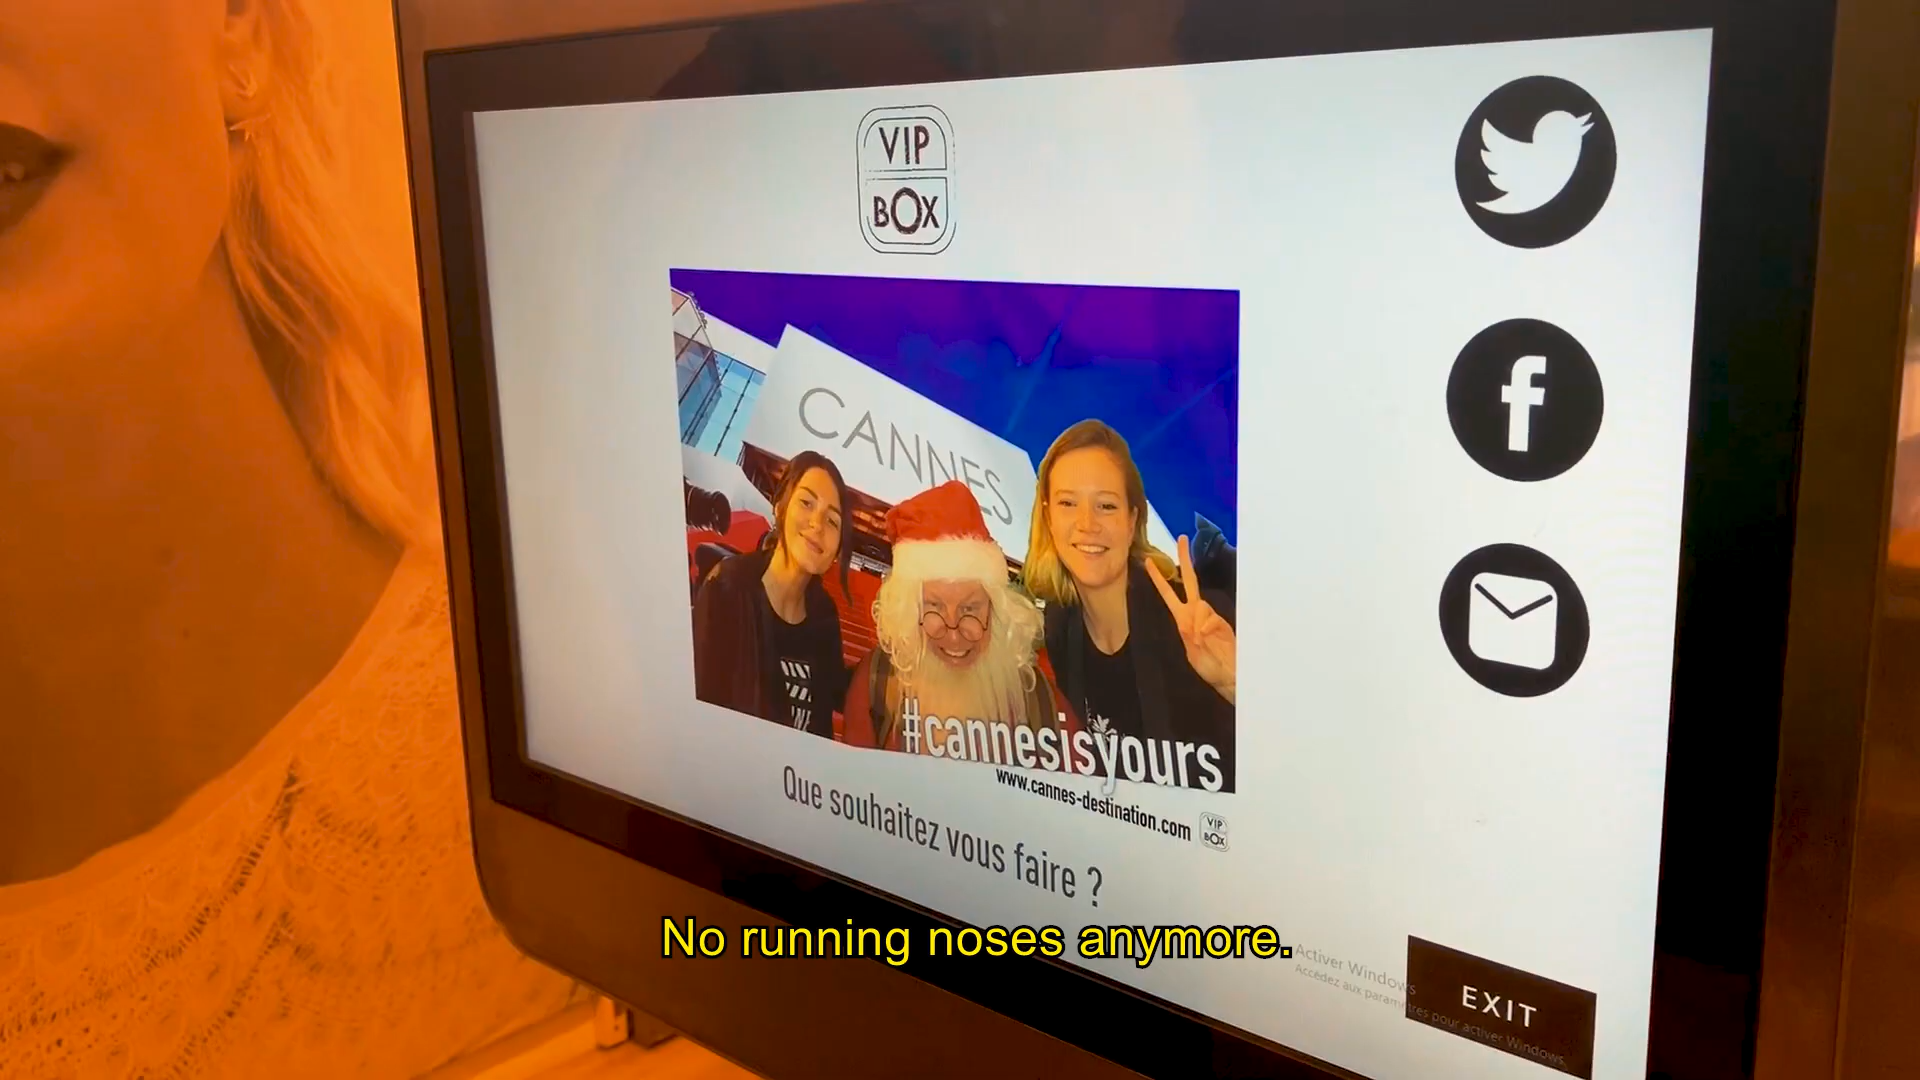 VIP
BOX
CANNES
#cannesisyours
www.cannes-destination.com
VIP
BOX
Que souhaitez vous faire ?
No running noses anymore.
Activer Windows
Accédez aux paramètres pour activer Windows.
EXIT